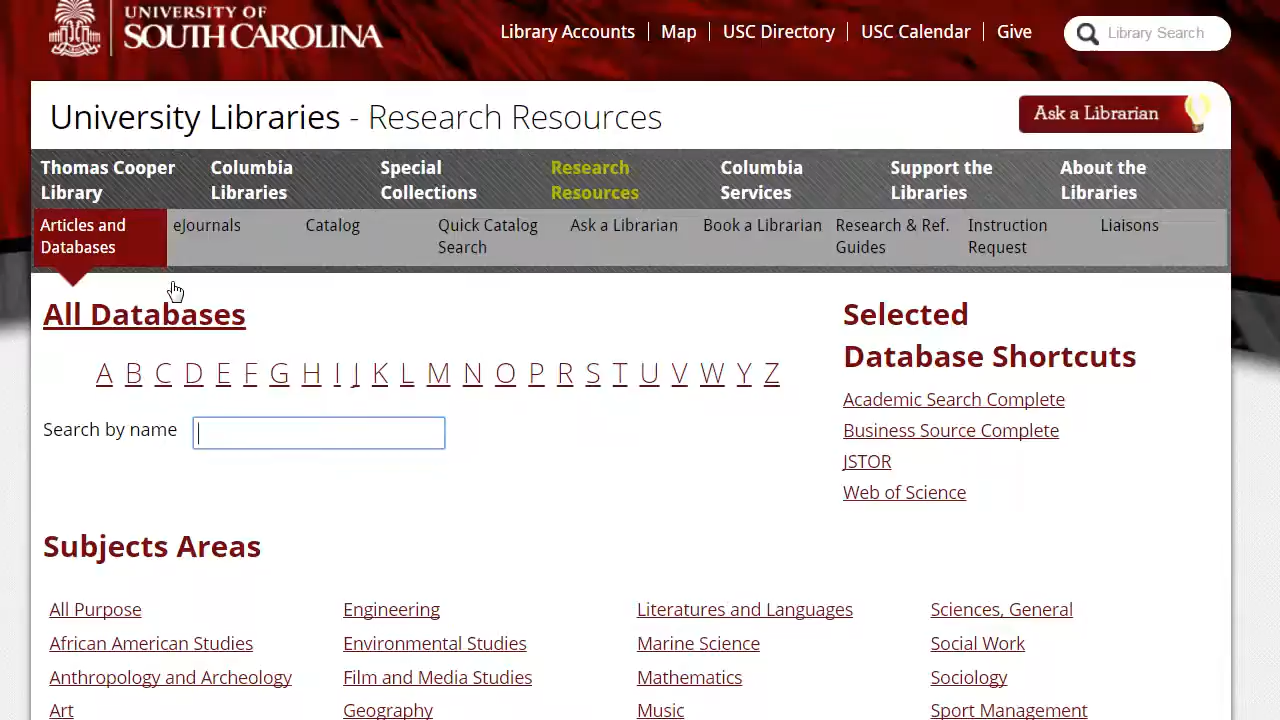 UNIVERSITY OF
SOUTH CAROLINA
Library Accounts | Map | USC Directory | USC Calendar | Give
Library Search
University Libraries - Research Resources
Ask a Librarian
Thomas Cooper Library
Columbia Libraries
Special Collections
Research Resources
Columbia Services
Support the Libraries
About the Libraries
Articles and Databases
eJournals
Catalog
Quick Catalog Search
Ask a Librarian
Book a Librarian
Research & Ref. Guides
Instruction Request
Liaisons
All Databases
A B C D E F G H I J K L M N O P R S T U V W Y Z
Search by name
Selected
Database Shortcuts
Academic Search Complete
Business Source Complete
JSTOR
Web of Science
Subjects Areas
All Purpose
African American Studies
Anthropology and Archeology
Art
Engineering
Environmental Studies
Film and Media Studies
Geography
Literatures and Languages
Marine Science
Mathematics
Music
Sciences, General
Social Work
Sociology
Sport Management